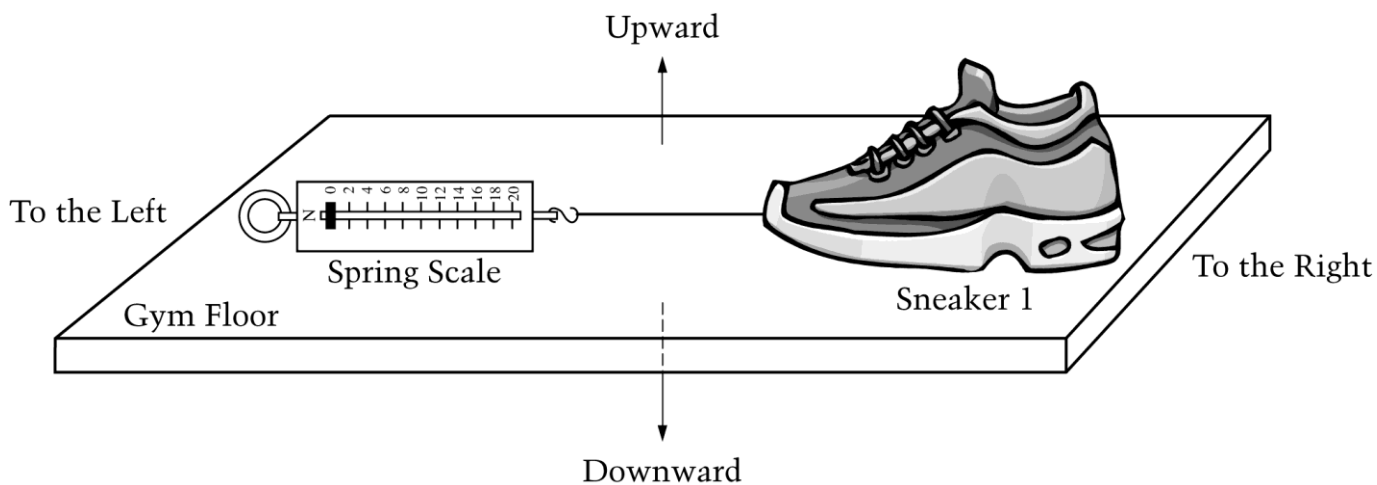 Upward
To the Left
N 0 2 4 6 8 10 12 14 16 18 20
Spring Scale
To the Right
Sneaker 1
Gym Floor
Downward